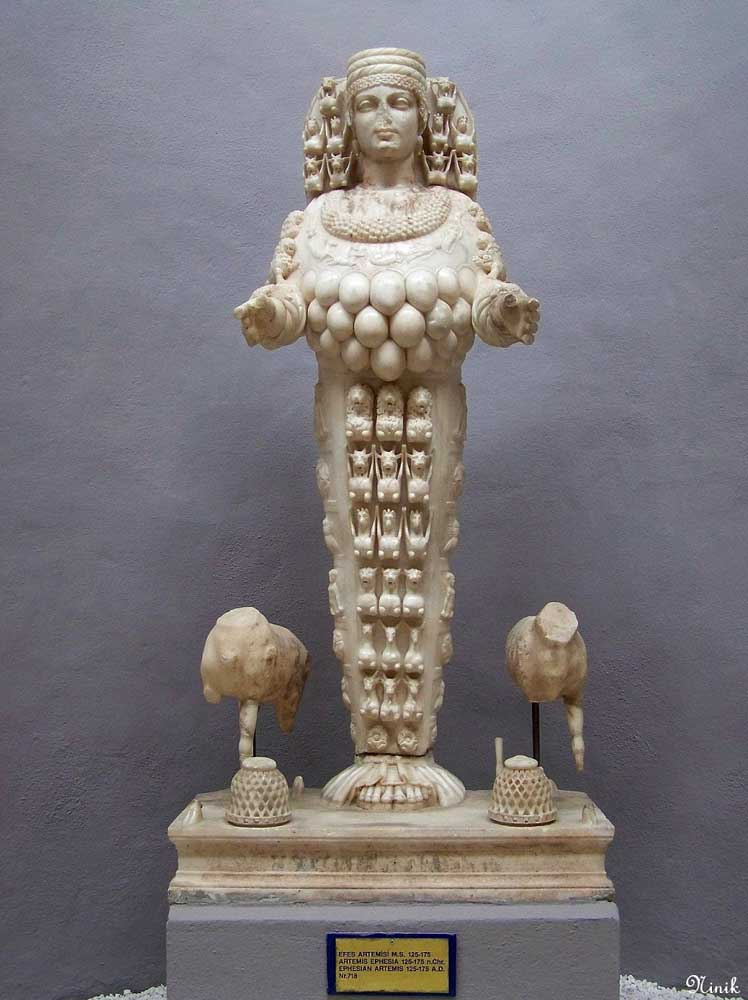 EFES ARTEMİSİ M.S. 125-175
ARTEMIS EPHESIA 125-175 n.Chr.
EPHESIAN ARTEMIS 125-175 A.D.
Nr.718
Ninik